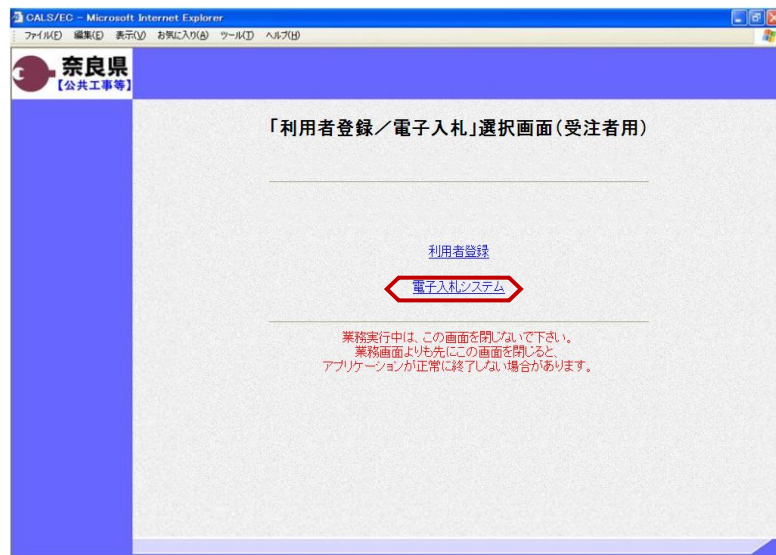 CALS/EC - Microsoft Internet Explorer
ファイル(F) 編集(E) 表示(V) お気に入り(A) ツール(T) ヘルプ(H)
奈良県
【公共工事等】
「利用者登録／電子入札」選択画面（受注者用）
利用者登録
電子入札システム
業務実行中は、この画面を閉じないで下さい。
業務画面よりも先にこの画面を閉じると、
アプリケーションが正常に終了しない場合があります。